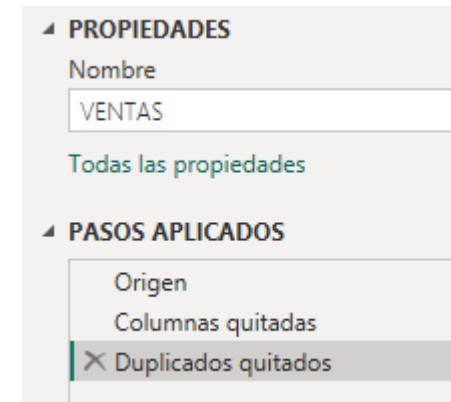 PROPIEDADES
Nombre
VENTAS
Todas las propiedades
PASOS APLICADOS
Origen
Columnas quitadas
Duplicados quitados